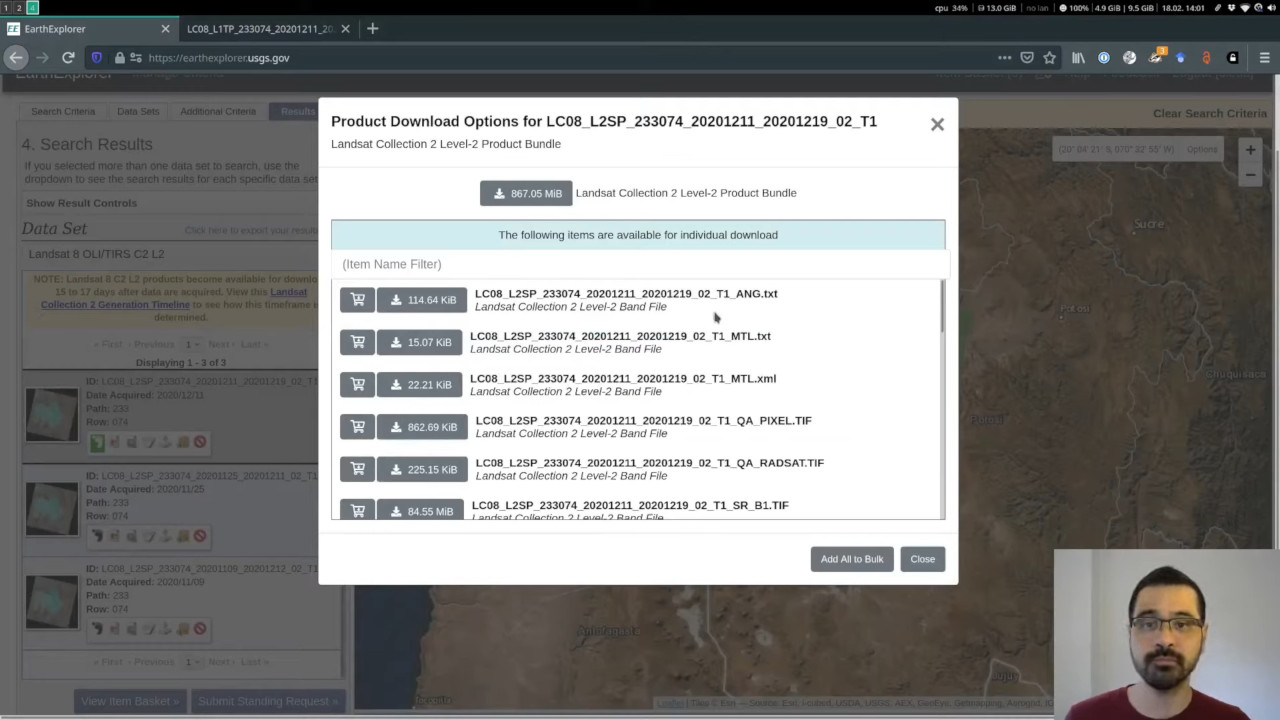 1 2 4
cpu 34% 13.0 GiB no lan 100% 4.9 GiB | 9.5 GiB 18.02. 14:01
EarthExplorer
LC08_L1TP_233074_20201211_20
https://earthexplorer.usgs.gov
Search Criteria
Data Sets
Additional Criteria
Results
Clear Search Criteria
4. Search Results
If you selected more than one data set to search, use the
dropdown to see the search results for each specific data set
Show Result Controls
Data Set
Click here to export your results
Landsat 8 OLI/TIRS C2 L2
NOTE: Landsat 8 C2 L2 products become available for download
15 to 17 days after data are acquired. View this Landsat
Collection 2 Generation Timeline to see how this timeframe is
determined.
« First ‹ Previous 1 Next › Last »
Displaying 1 - 3 of 3
ID: LC08_L2SP_233074_20201211_20201219_02_T1
Date Acquired: 2020/12/11
Path: 233
Row: 074
ID: LC08_L2SP_233074_20201125_20210316_02_T1
Date Acquired: 2020/11/25
Path: 233
Row: 074
ID: LC08_L2SP_233074_20201109_20201212_02_T1
Date Acquired: 2020/11/09
Path: 233
Row: 074
« First ‹ Previous 1 Next › Last »
View Item Basket »
Submit Standing Request »
Product Download Options for LC08_L2SP_233074_20201211_20201219_02_T1
Landsat Collection 2 Level-2 Product Bundle
867.05 MiB Landsat Collection 2 Level-2 Product Bundle
The following items are available for individual download
(Item Name Filter)
114.64 KiB LC08_L2SP_233074_20201211_20201219_02_T1_ANG.txt
Landsat Collection 2 Level-2 Band File
15.07 KiB LC08_L2SP_233074_20201211_20201219_02_T1_MTL.txt
Landsat Collection 2 Level-2 Band File
22.21 KiB LC08_L2SP_233074_20201211_20201219_02_T1_MTL.xml
Landsat Collection 2 Level-2 Band File
862.69 KiB LC08_L2SP_233074_20201211_20201219_02_T1_QA_PIXEL.TIF
Landsat Collection 2 Level-2 Band File
225.15 KiB LC08_L2SP_233074_20201211_20201219_02_T1_QA_RADSAT.TIF
Landsat Collection 2 Level-2 Band File
84.55 MiB LC08_L2SP_233074_20201211_20201219_02_T1_SR_B1.TIF
Landsat Collection 2 Level-2 Band File
Add All to Bulk
Close
Options
Sucre
Potosi
Chuquisaca
Antofagasta
Jujuy